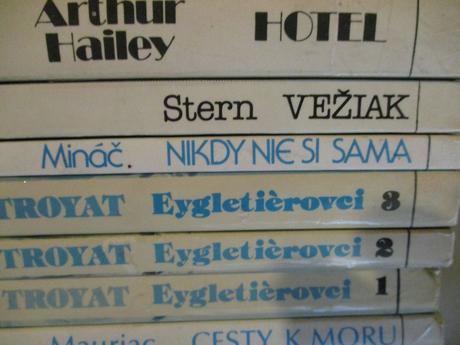 Arthur Hailey HOTEL
Stern VEŽIAK
Mináč. NIKDY NIE SI SAMA
TROYAT Eygletièrovci 3
TROYAT Eygletièrovci 2
TROYAT Eygletièrovci 1
Mauriac CESTY K MORU